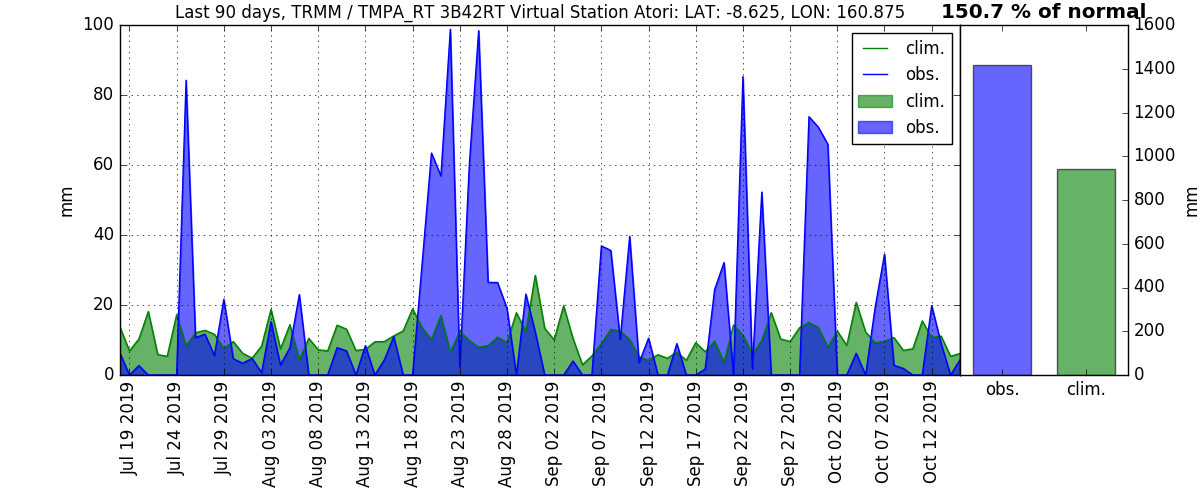 Last 90 days, TRMM / TMPA_RT 3B42RT Virtual Station Atori: LAT: -8.625, LON: 160.875
150.7 % of normal
100
80
60
40
20
0
mm
clim.
obs.
clim.
obs.
1600
1400
1200
1000
800
600
400
200
0
mm
obs.
clim.
Jul 19 2019
Jul 24 2019
Jul 29 2019
Aug 03 2019
Aug 08 2019
Aug 13 2019
Aug 18 2019
Aug 23 2019
Aug 28 2019
Sep 02 2019
Sep 07 2019
Sep 12 2019
Sep 17 2019
Sep 22 2019
Sep 27 2019
Oct 02 2019
Oct 07 2019
Oct 12 2019